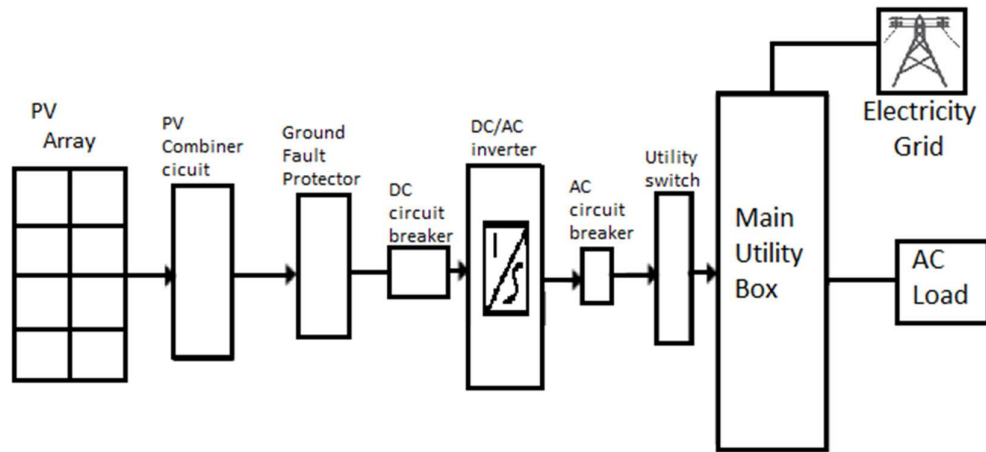 PV
Array
PV
Combiner
cicuit
Ground
Fault
Protector
DC
circuit
breaker
DC/AC
inverter
AC
circuit
breaker
Utility
switch
Main
Utility
Box
Electricity
Grid
AC
Load